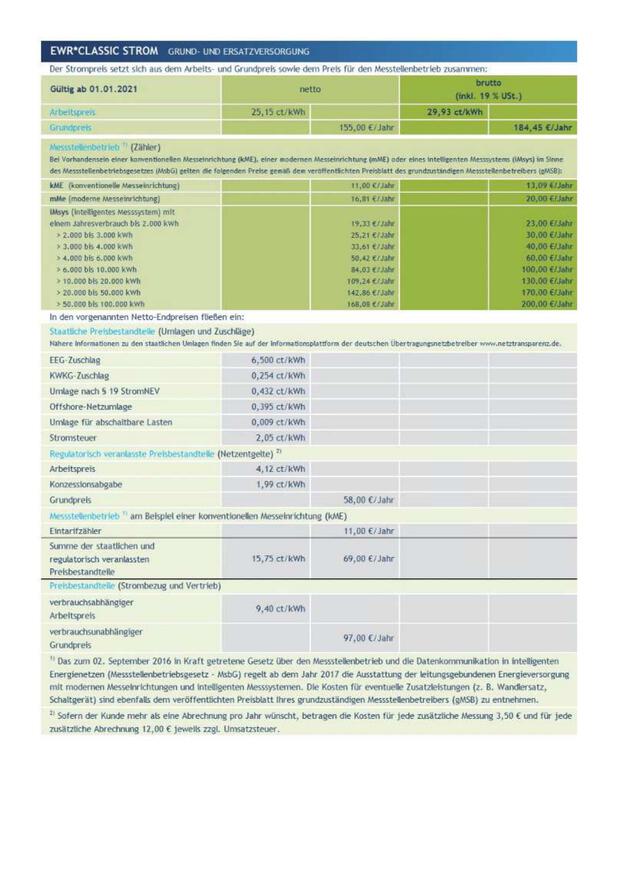 EWR*CLASSIC STROM GRUND- UND ERSATZVERSORGUNG
Der Strompreis setzt sich aus dem Arbeits- und Grundpreis sowie dem Preis für den Messtellenbetrieb zusammen:
Gültig ab 01.01.2021 netto brutto
(inkl. 19 % USt.)
Arbeitspreis 25,15 ct/kWh 29,93 ct/kWh
Grundpreis 155,00 €/Jahr 184,45 €/Jahr
Messstellenbetrieb 1) (Zähler)
Bei Vorhandensein einer konventionellen Messeinrichtung (kME), einer modernen Messeinrichtung (mME) oder eines intelligenten Messsystems (iMsys) im Sinne
des Messstellenbetriebsgesetzes (MsbG) gelten die folgenden Preise gemäß dem veröffentlichten Preisblatt des grundzuständigen Messstellenbetreibers (gMSB):
kME (konventionelle Messeinrichtung) 11,00 €/Jahr 13,09 €/Jahr
mMe (moderne Messeinrichtung) 16,81 €/Jahr 20,00 €/Jahr
iMsys (intelligentes Messsystem) mit
einem Jahresverbrauch bis 2.000 kWh 19,33 €/Jahr 23,00 €/Jahr
> 2.000 bis 3.000 kWh 25,21 €/Jahr 30,00 €/Jahr
> 3.000 bis 4.000 kWh 33,61 €/Jahr 40,00 €/Jahr
> 4.000 bis 6.000 kWh 50,42 €/Jahr 60,00 €/Jahr
> 6.000 bis 10.000 kWh 84,03 €/Jahr 100,00 €/Jahr
> 10.000 bis 20.000 kWh 109,24 €/Jahr 130,00 €/Jahr
> 20.000 bis 50.000 kWh 142,86 €/Jahr 170,00 €/Jahr
> 50.000 bis 100.000 kWh 168,08 €/Jahr 200,00 €/Jahr
In den vorgenannten Netto-Endpreisen fließen ein:
Staatliche Preisbestandteile (Umlagen und Zuschläge)
Nähere Informationen zu den staatlichen Umlagen finden Sie auf der Informationsplattform der deutschen Übertragungsnetzbetreiber www.netztransparenz.de.
EEG-Zuschlag 6,500 ct/kWh
KWKG-Zuschlag 0,254 ct/kWh
Umlage nach § 19 StromNEV 0,432 ct/kWh
Offshore-Netzumlage 0,395 ct/kWh
Umlage für abschaltbare Lasten 0,009 ct/kWh
Stromsteuer 2,05 ct/kWh
Regulatorisch veranlasste Preisbestandteile (Netzentgelte) 2)
Arbeitspreis 4,12 ct/kWh
Konzessionsabgabe 1,99 ct/kWh
Grundpreis 58,00 €/Jahr
Messstellenbetrieb 1) am Beispiel einer konventionellen Messeinrichtung (kME)
Eintarifzähler 11,00 €/Jahr
Summe der staatlichen und
regulatorisch veranlassten 15,75 ct/kWh 69,00 €/Jahr
Preisbestandteile
Preisbestandteile (Strombezug und Vertrieb)
verbrauchsabhängiger
Arbeitspreis 9,40 ct/kWh
verbrauchsunabhängiger
Grundpreis 97,00 €/Jahr
1) Das zum 02. September 2016 in Kraft getretene Gesetz über den Messstellenbetrieb und die Datenkommunikation in intelligenten
Energienetzen (Messstellenbetriebsgesetz - MsbG) regelt ab dem Jahr 2017 die Ausstattung der leitungsgebundenen Energieversorgung
mit modernen Messeinrichtungen und intelligenten Messsystemen. Die Kosten für eventuelle Zusatzleistungen (z. B. Wandlersatz,
Schaltgerät) sind ebenfalls dem veröffentlichten Preisblatt Ihres grundzuständigen Messstellenbetreibers (gMSB) zu entnehmen.
2) Sofern der Kunde mehr als eine Abrechnung pro Jahr wünscht, betragen die Kosten für jede zusätzliche Messung 3,50 € und für jede
zusätzliche Abrechnung 12,00 € jeweils zzgl. Umsatzsteuer.